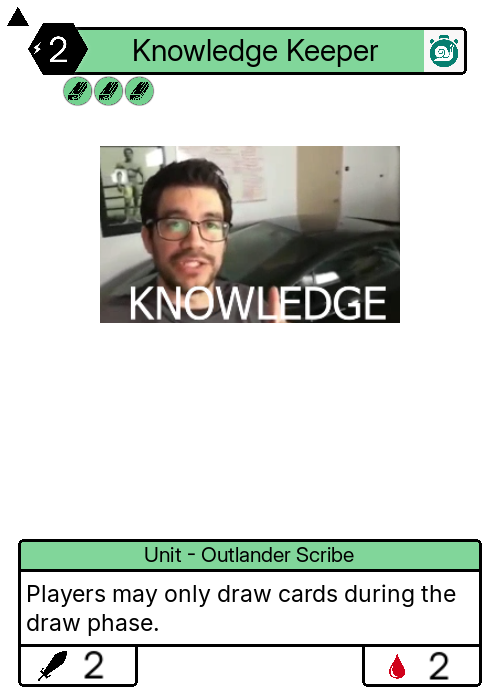 2
Knowledge Keeper
KNOWLEDGE
Unit - Outlander Scribe
Players may only draw cards during the
draw phase.
2
2